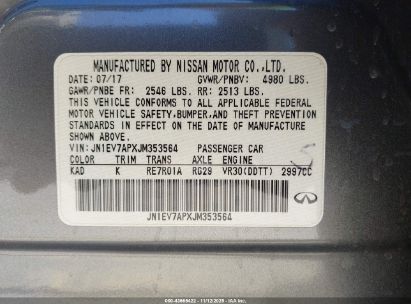 MANUFACTURED BY NISSAN MOTOR CO.,LTD.
DATE: 07/17 GVWR/PNBV: 4980 LBS.
GAWR/PNBE FR: 2546 LBS. RR: 2513 LBS.
THIS VEHICLE CONFORMS TO ALL APPLICABLE FEDERAL
MOTOR VEHICLE SAFETY,BUMPER,AND THEFT PREVENTION
STANDARDS IN EFFECT ON THE DATE OF MANUFACTURE
SHOWN ABOVE.
VIN: JN1EV7APXJM353564 PASSENGER CAR
COLOR TRIM TRANS AXLE ENGINE
KAD K RE7R01A RG29 VR30(DDTT) 2997CC
JN1EV7APXJM353564
INFINITI